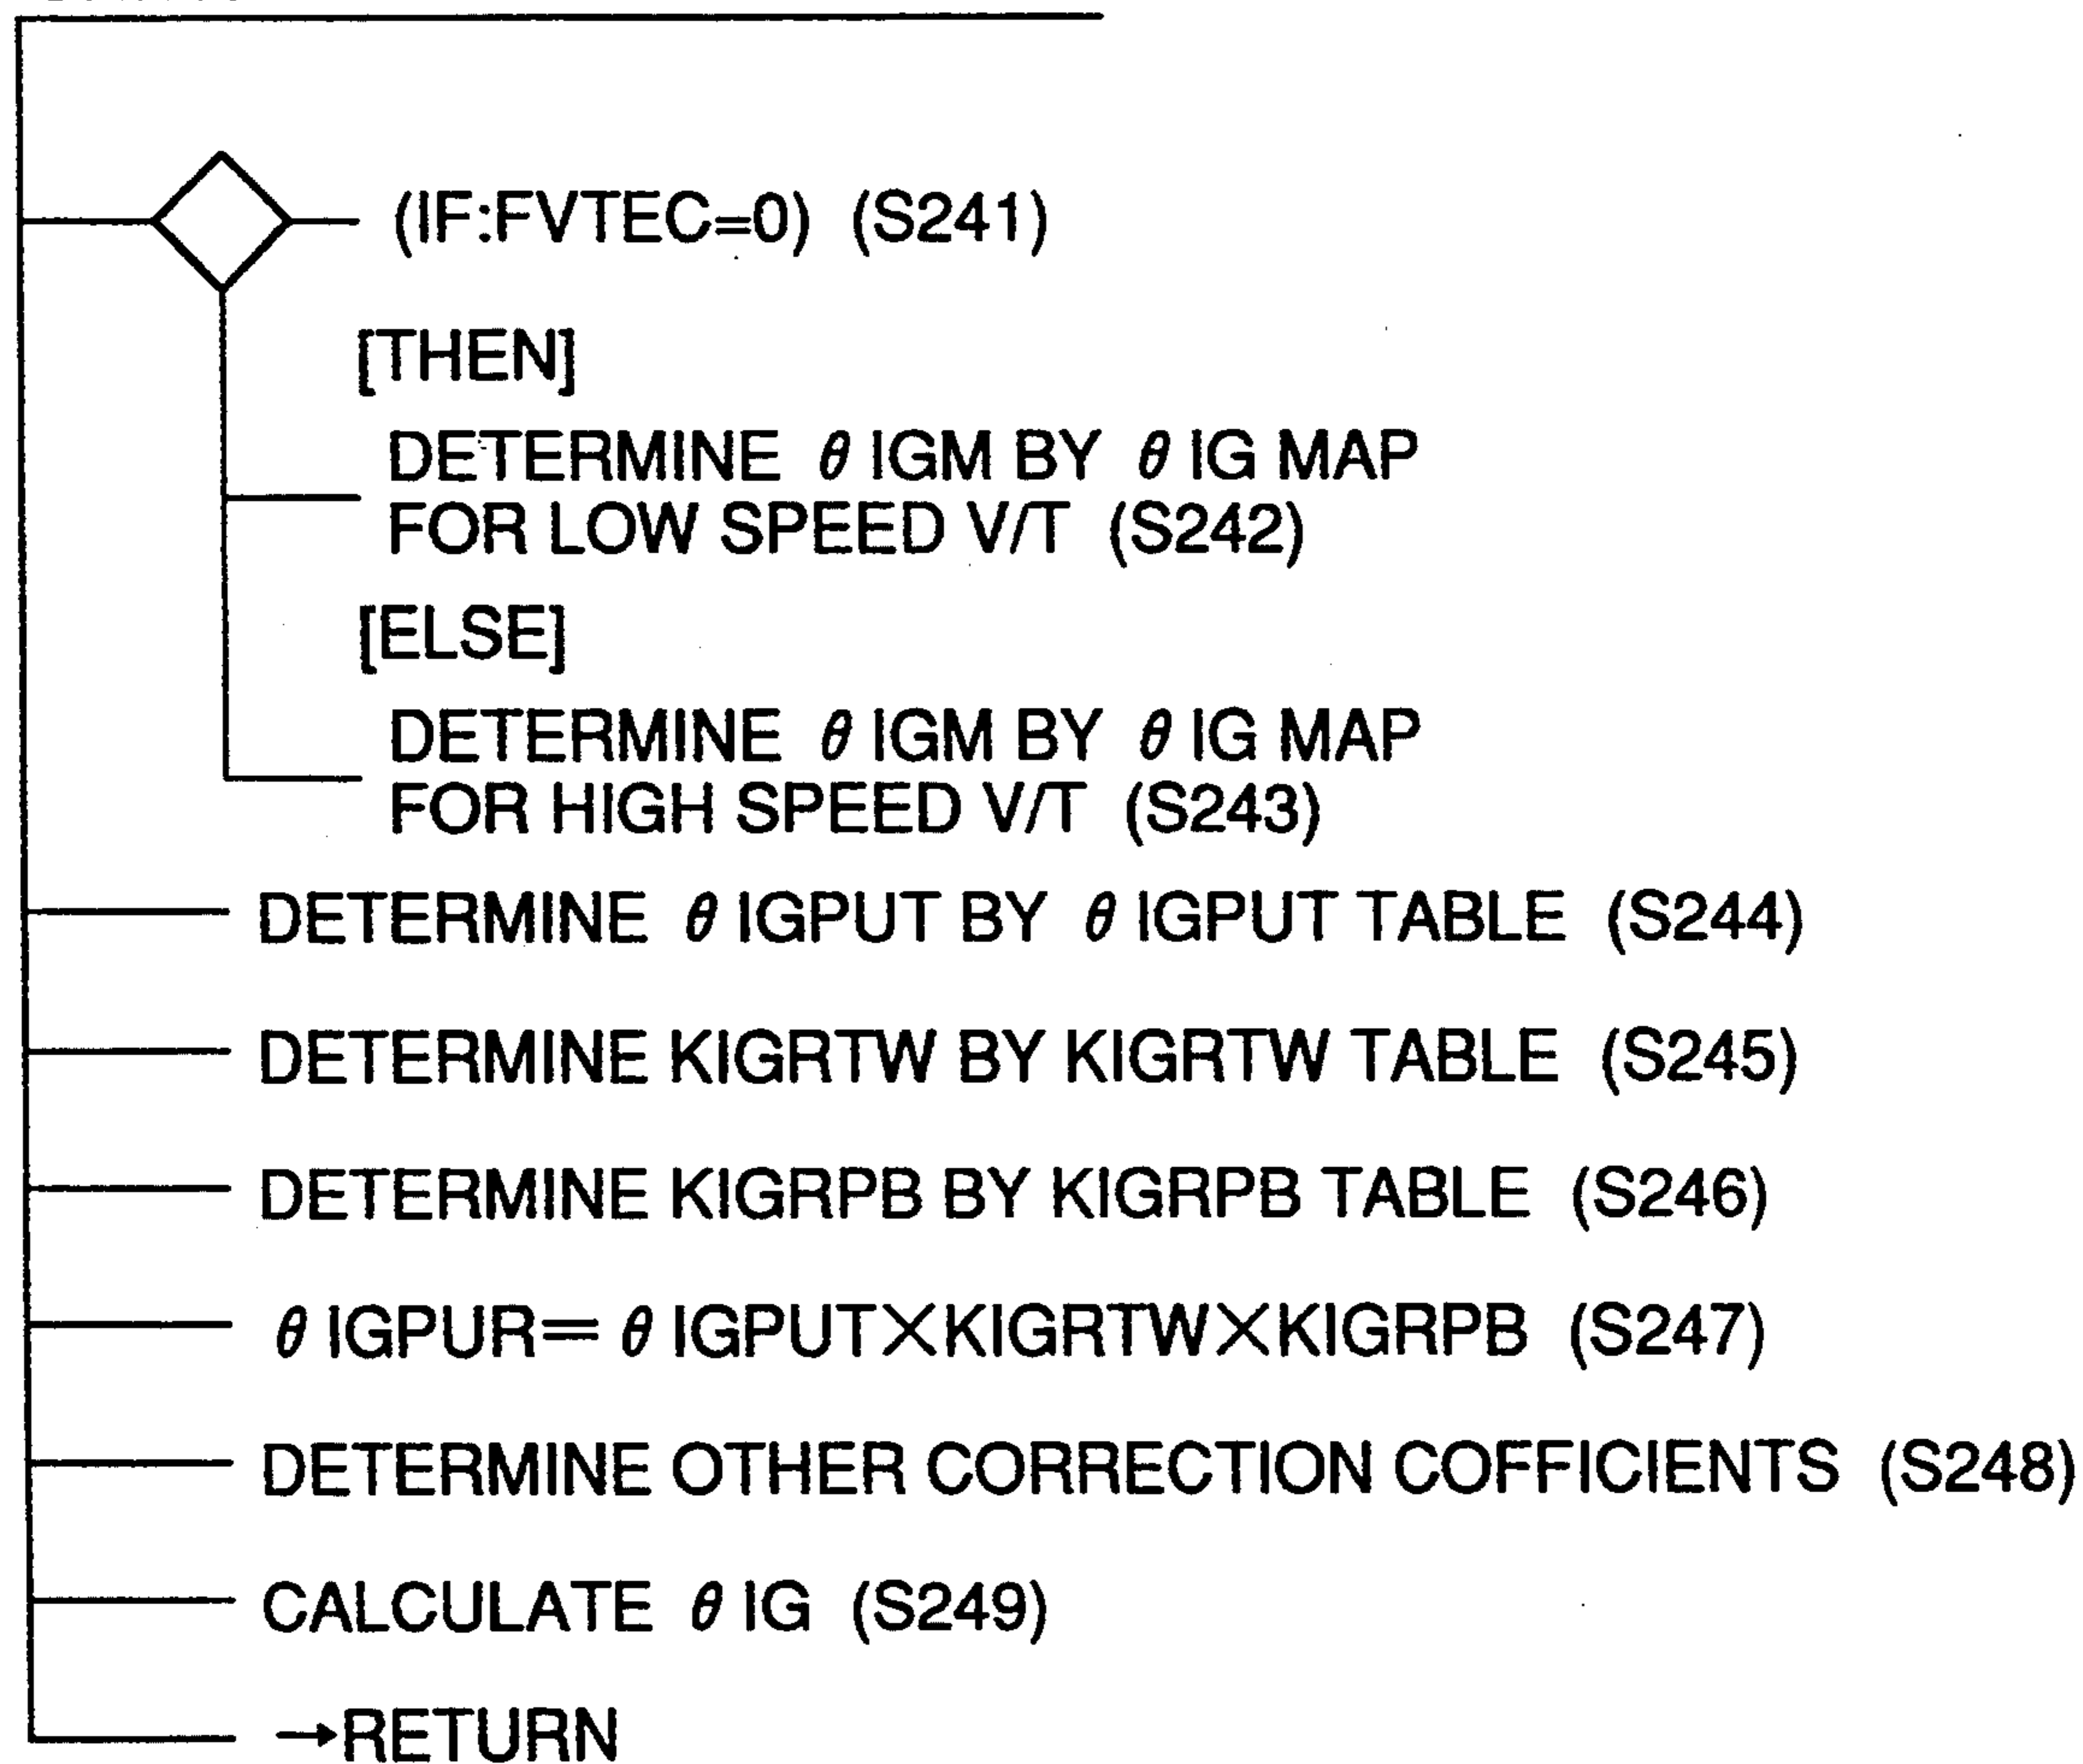 (IF:FVTEC=0) (S241)
[THEN]
DETERMINE θ IGM BY θ IG MAP
FOR LOW SPEED V/T (S242)
[ELSE]
DETERMINE θ IGM BY θ IG MAP
FOR HIGH SPEED V/T (S243)
DETERMINE θ IGPUT BY θ IGPUT TABLE (S244)
DETERMINE KIGRTW BY KIGRTW TABLE (S245)
DETERMINE KIGRPB BY KIGRPB TABLE (S246)
θ IGPUR= θ IGPUT×KIGRTW×KIGRPB (S247)
DETERMINE OTHER CORRECTION COFFICIENTS (S248)
CALCULATE θ IG (S249)
→RETURN